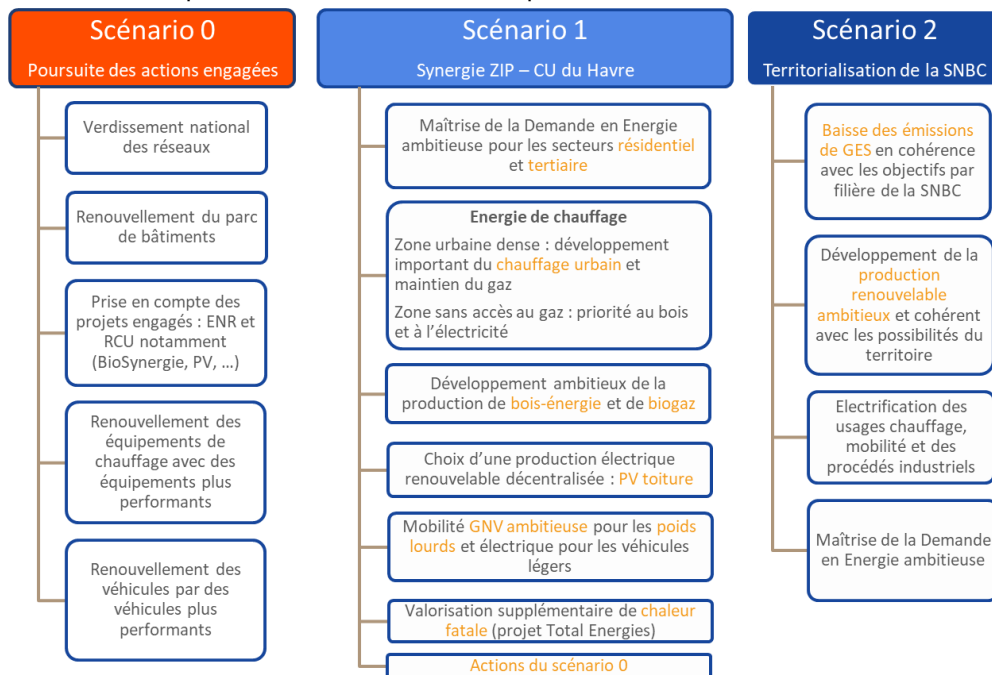 Scénario 0
Poursuite des actions engagées
Verdissement national
des réseaux
Renouvellement du parc
de bâtiments
Prise en compte des
projets engagés : ENR et
RCU notamment
(BioSynergie, PV, ...)
Renouvellement des
équipements de
chauffage avec des
équipements plus
performants
Renouvellement des
véhicules par des
véhicules plus
performants
Scénario 1
Synergie ZIP – CU du Havre
Maîtrise de la Demande en Energie
ambitieuse pour les secteurs résidentiel
et tertiaire
Energie de chauffage
Zone urbaine dense : développement
important du chauffage urbain et
maintien du gaz
Zone sans accès au gaz : priorité au bois
et à l’électricité
Développement ambitieux de la
production de bois-énergie et de biogaz
Choix d’une production électrique
renouvelable décentralisée : PV toiture
Mobilité GNV ambitieuse pour les poids
lourds et électrique pour les véhicules
légers
Valorisation supplémentaire de chaleur
fatale (projet Total Energies)
Actions du scénario 0
Scénario 2
Territorialisation de la SNBC
Baisse des émissions
de GES en cohérence
avec les objectifs par
filière de la SNBC
Développement de la
production
renouvelable
ambitieux et cohérent
avec les possibilités du
territoire
Electrification des
usages chauffage,
mobilité et des
procédés industriels
Maîtrise de la Demande
en Energie ambitieuse